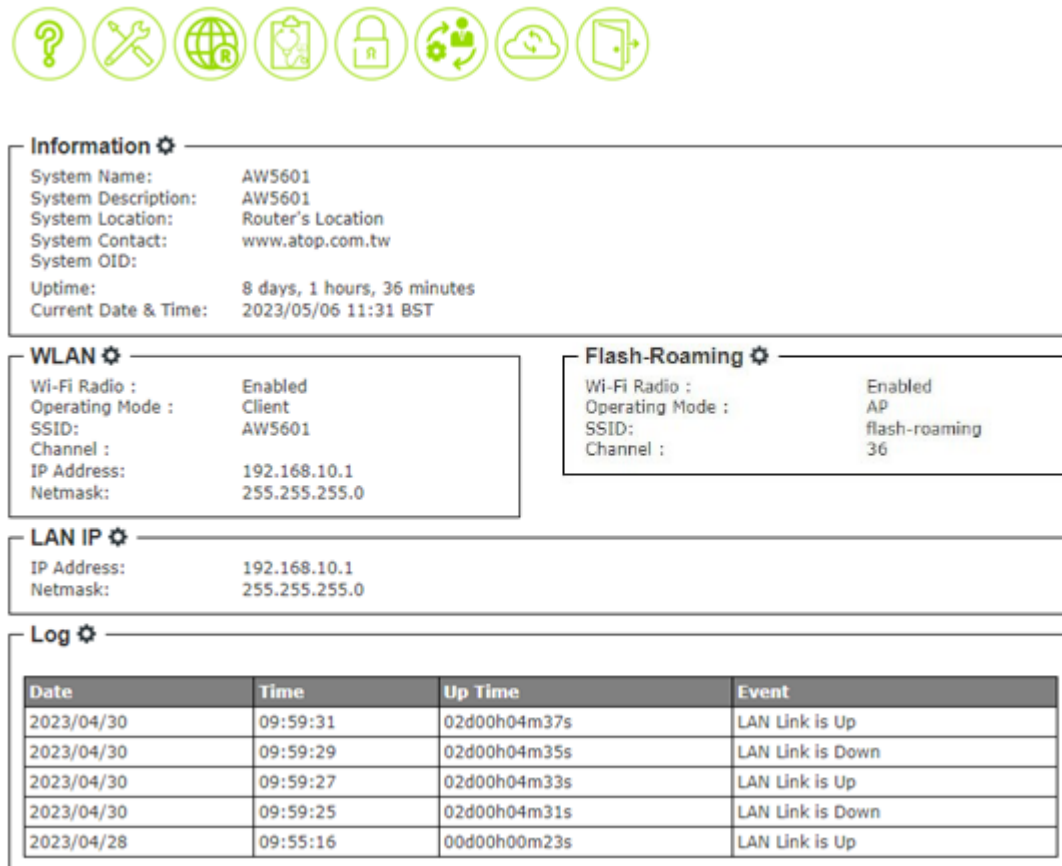 Information
System Name: AW5601
System Description: AW5601
System Location: Router's Location
System Contact: www.atop.com.tw
System OID:
Uptime: 8 days, 1 hours, 36 minutes
Current Date & Time: 2023/05/06 11:31 BST
WLAN
Wi-Fi Radio : Enabled
Operating Mode : Client
SSID: AW5601
Channel :
IP Address: 192.168.10.1
Netmask: 255.255.255.0
Flash-Roaming
Wi-Fi Radio : Enabled
Operating Mode : AP
SSID: flash-roaming
Channel : 36
LAN IP
IP Address: 192.168.10.1
Netmask: 255.255.255.0
Log
Date Time Up Time Event
2023/04/30 09:59:31 02d00h04m37s LAN Link is Up
2023/04/30 09:59:29 02d00h04m35s LAN Link is Down
2023/04/30 09:59:27 02d00h04m33s LAN Link is Up
2023/04/30 09:59:25 02d00h04m31s LAN Link is Down
2023/04/28 09:55:16 00d00h00m23s LAN Link is Up